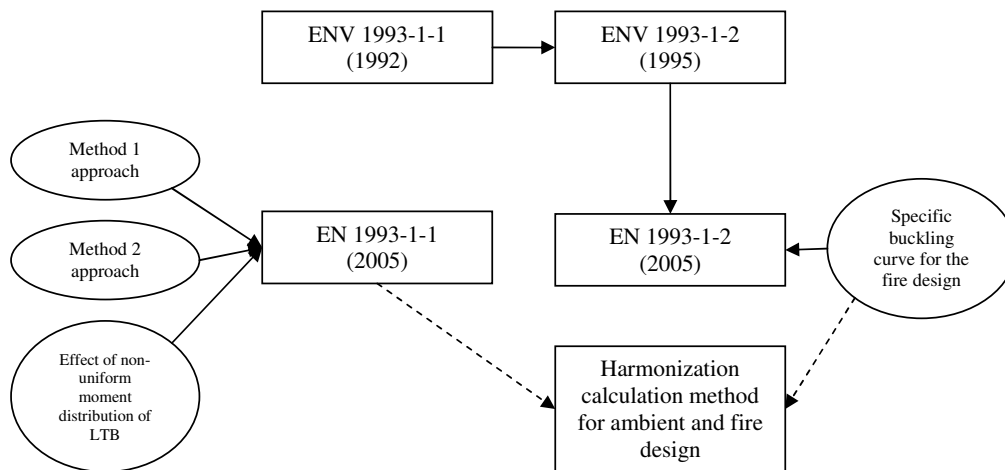 ENV 1993-1-1
(1992)
ENV 1993-1-2
(1995)
Method 1
approach
Method 2
approach
Effect of non-
uniform
moment
distribution of
LTB
EN 1993-1-1
(2005)
EN 1993-1-2
(2005)
Specific
buckling
curve for the
fire design
Harmonization
calculation method
for ambient and fire
design